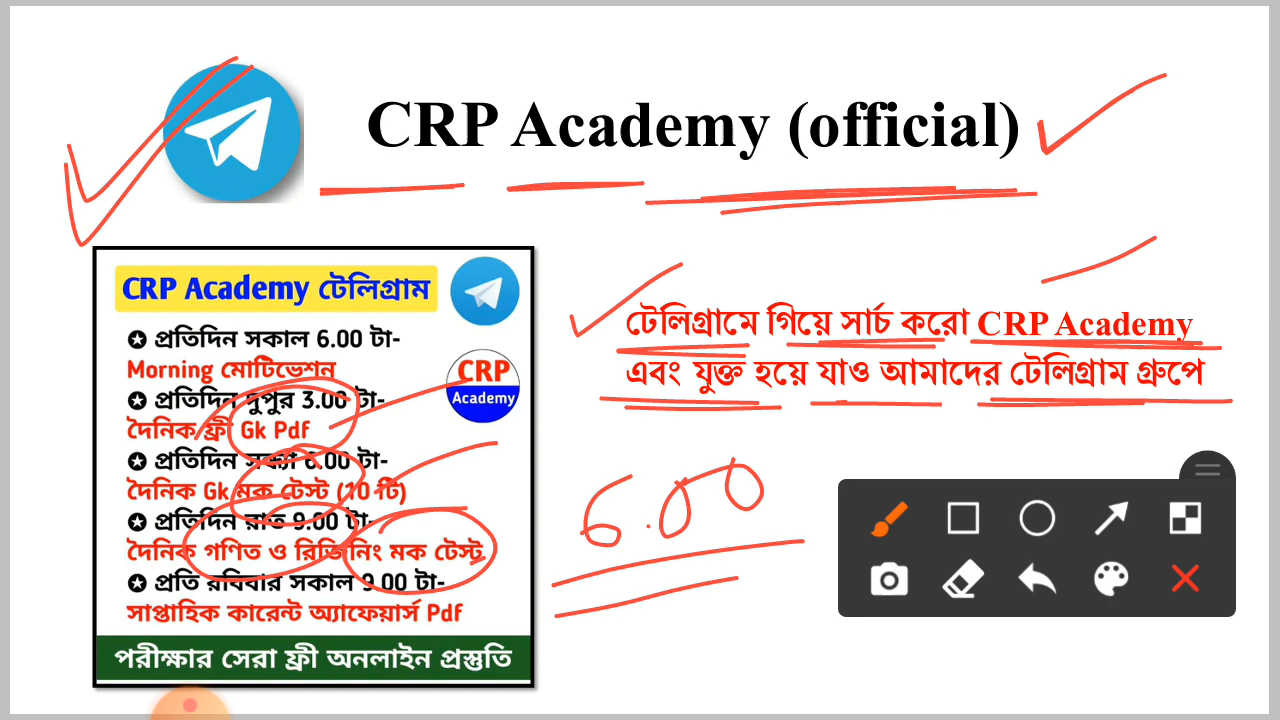 CRP Academy (official)
CRP Academy টেলিগ্রাম
✪ প্রতিদিন সকাল 6.00 টা-
Morning মোটিভেশন
✪ প্রতিদিন দুপুর 3.00 টা-
দৈনিক ফ্রী Gk Pdf
✪ প্রতিদিন সন্ধ্যা 6.00 টা-
দৈনিক Gk মক টেস্ট (10 টি)
✪ প্রতিদিন রাত 9.00 টা-
দৈনিক গণিত ও রিজিনিং মক টেস্ট
✪ প্রতি রবিবার সকাল 9.00 টা-
সাপ্তাহিক কারেন্ট অ্যাফেয়ার্স Pdf
পরীক্ষার সেরা ফ্রী অনলাইন প্রস্তুতি
CRP
Academy
টেলিগ্রামে গিয়ে সার্চ করো CRP Academy
এবং যুক্ত হয়ে যাও আমাদের টেলিগ্রাম গ্রুপে
6.00